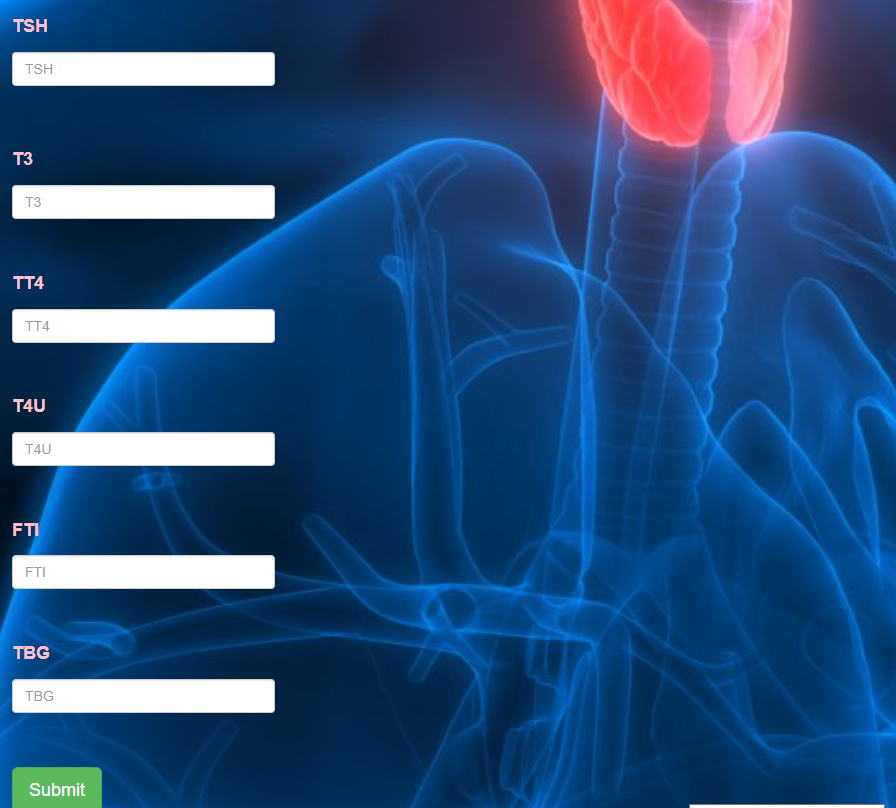 TSH
TSH
T3
T3
TT4
TT4
T4U
T4U
FTI
FTI
TBG
TBG
Submit